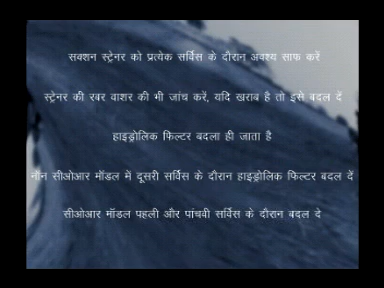 सक्शन स्ट्रेनर को प्रत्येक सर्विस के दौरान अवश्य साफ करें
स्ट्रेनर की रबर वाशर की भी जांच करें, यदि खराब है तो इसे बदल दें
हाइड्रोलिक फिल्टर बदला ही जाता है
नॉन सीओआर मॉडल में दूसरी सर्विस के दौरान हाइड्रोलिक फिल्टर बदल दें
सीओआर मॉडल पहली और पांचवी सर्विस के दौरान बदल दे